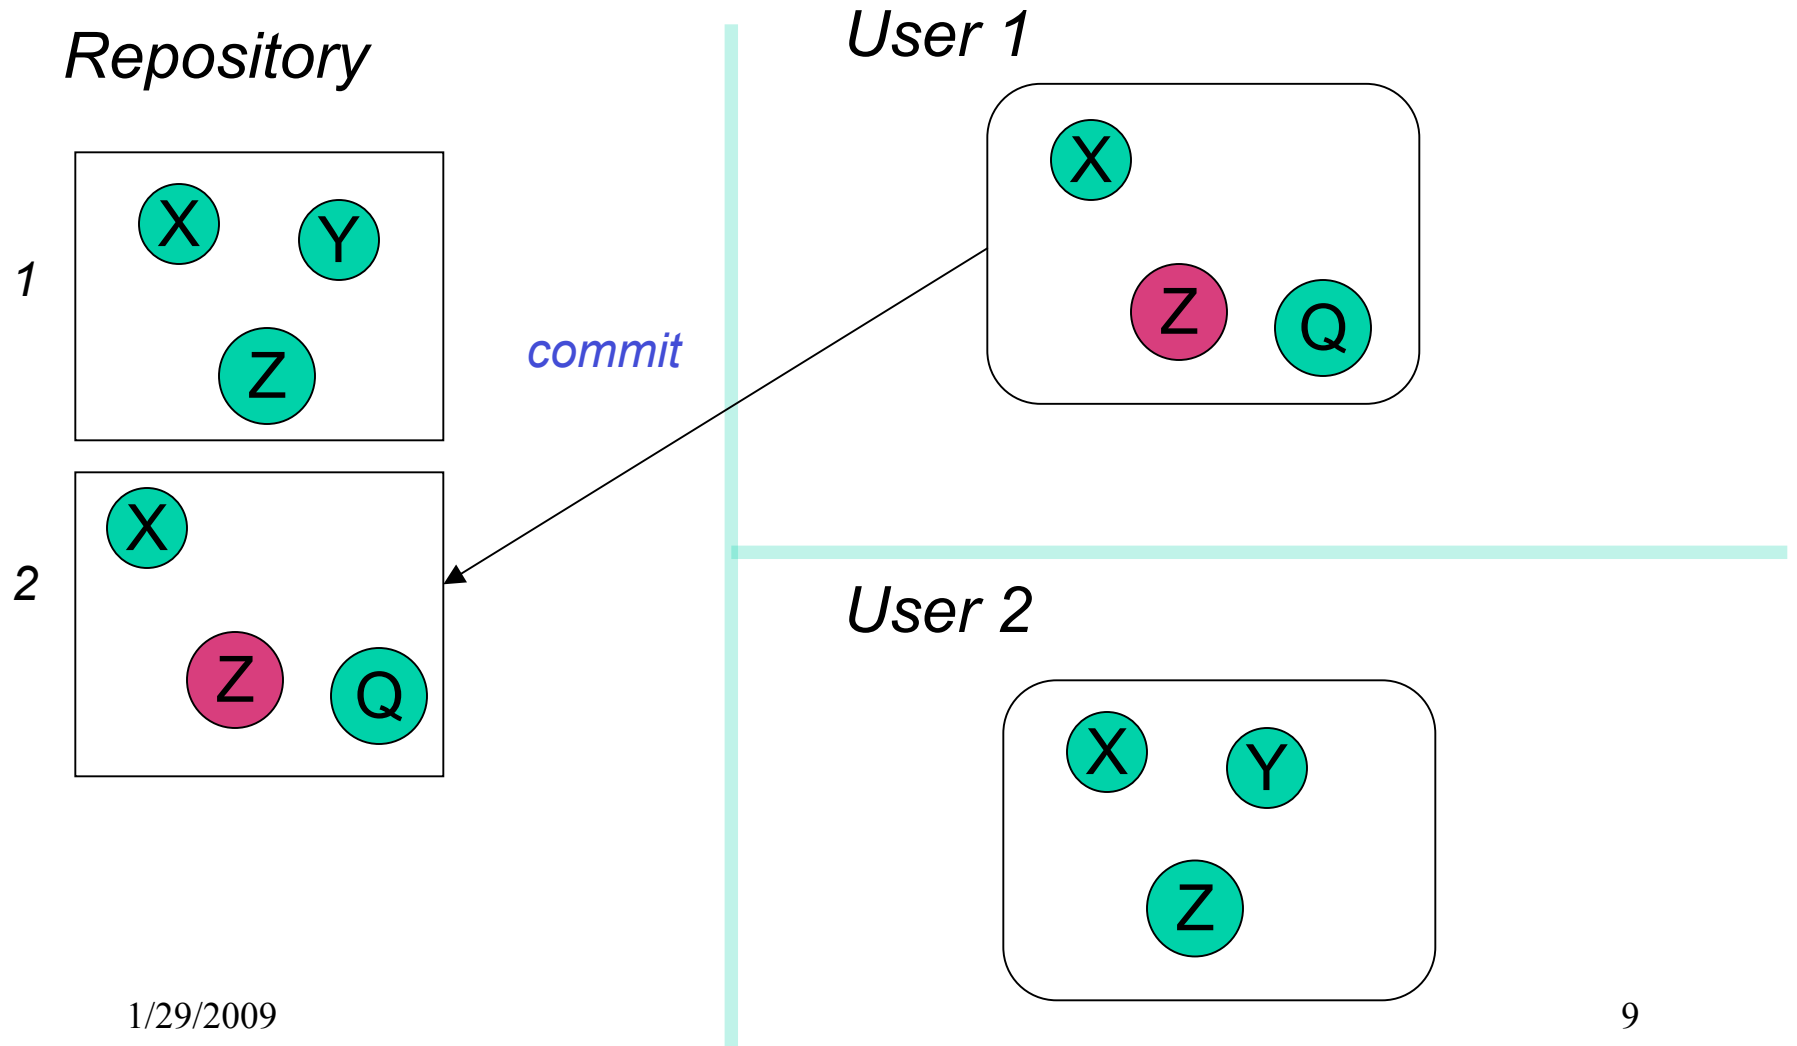 Repository
1
X
Y
Z
2
X
Z
Q
commit
User 1
X
Z
Q
User 2
X
Y
Z
1/29/2009
9